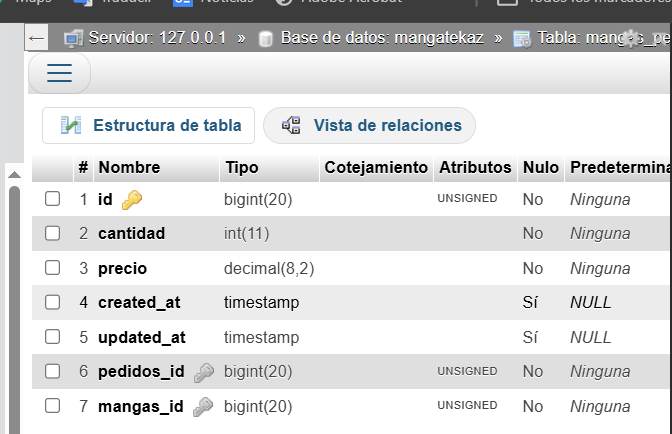 Maps Traducir Noticias Adobe Acrobat Todos los marcadores
← Servidor: 127.0.0.1 » Base de datos: mangatekaz » Tabla: mangas_pe
Estructura de tabla Vista de relaciones
# Nombre Tipo Cotejamiento Atributos Nulo Predetermina
1 id bigint(20) UNSIGNED No Ninguna
2 cantidad int(11) No Ninguna
3 precio decimal(8,2) No Ninguna
4 created_at timestamp Sí NULL
5 updated_at timestamp Sí NULL
6 pedidos_id bigint(20) UNSIGNED No Ninguna
7 mangas_id bigint(20) UNSIGNED No Ninguna